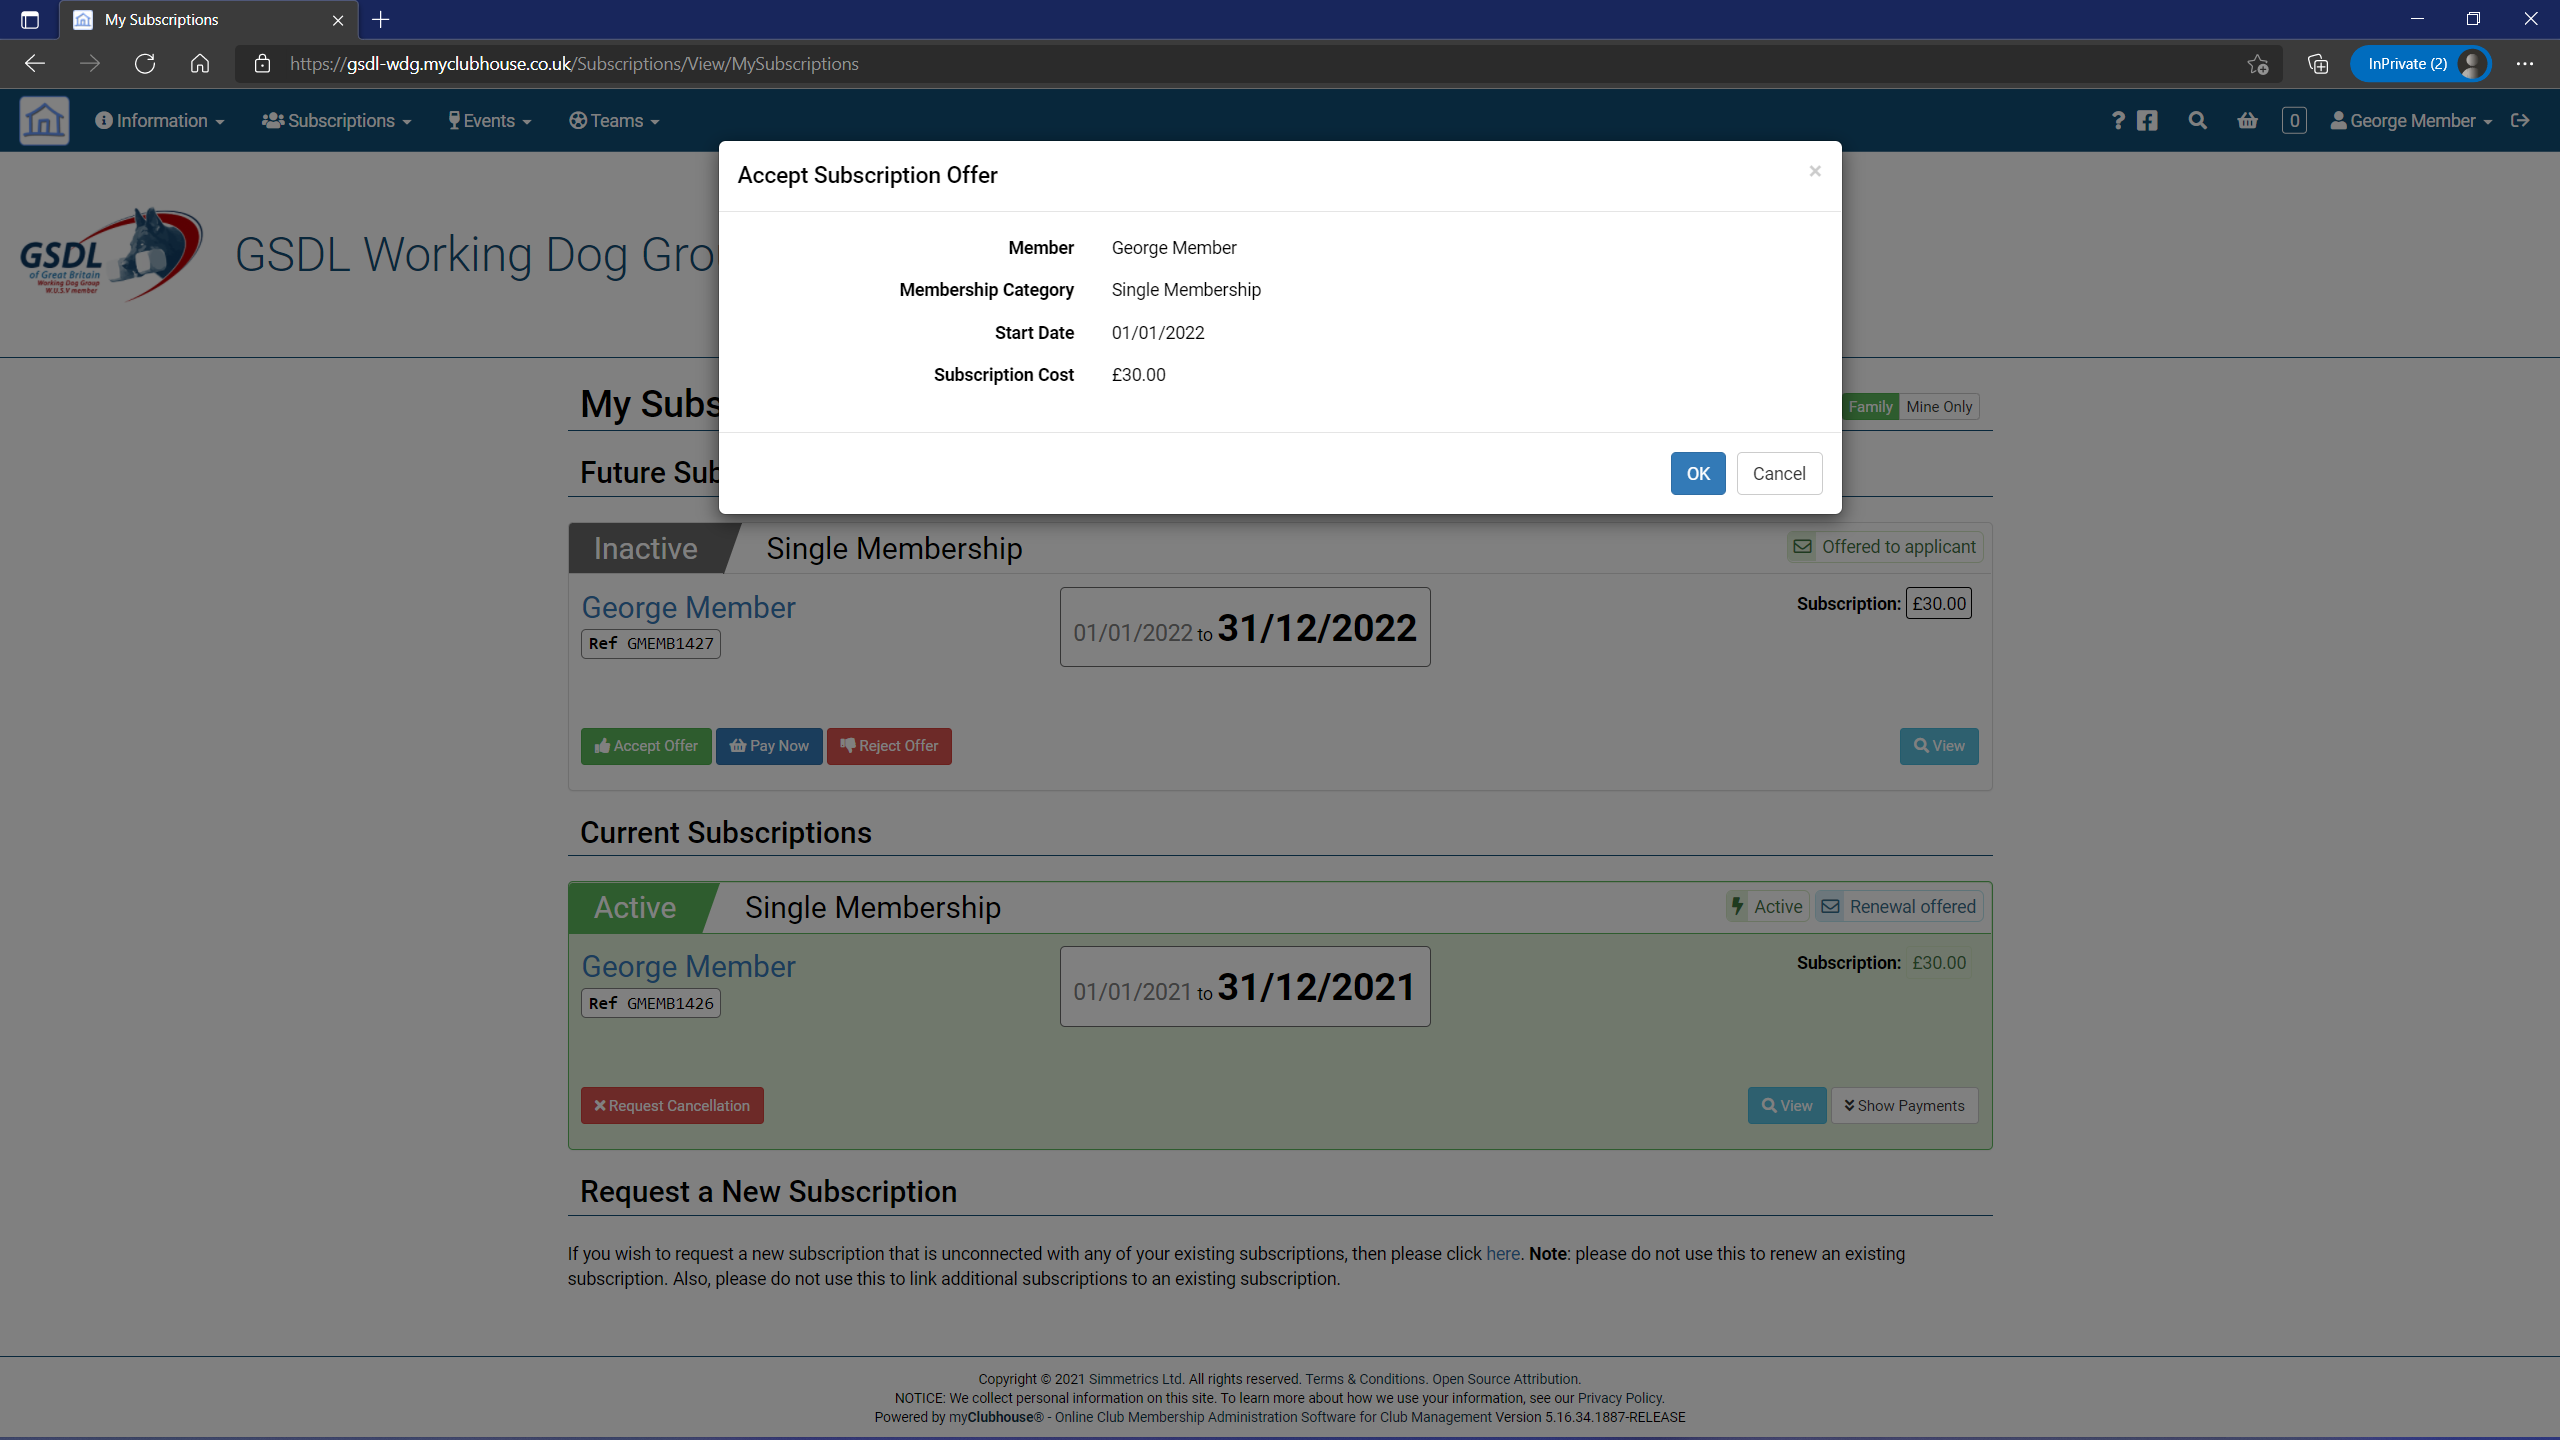 My Subscriptions
https://gsdl-wdg.myclubhouse.co.uk/Subscriptions/View/MySubscriptions
InPrivate (2)
Information
Subscriptions
Events
Teams
?
0
George Member
Accept Subscription Offer
×
GSDL
of Great Britain
Working Dog Group
W.U.S.V member
GSDL Working Dog Gro
Member George Member
Membership Category Single Membership
Start Date 01/01/2022
Subscription Cost £30.00
My Subs
Family Mine Only
Future Sub
OK Cancel
Inactive Single Membership Offered to applicant
George Member
Ref GMEMB1427
01/01/2022 to 31/12/2022
Subscription: £30.00
Accept Offer Pay Now Reject Offer View
Current Subscriptions
Active Single Membership Active Renewal offered
George Member
Ref GMEMB1426
01/01/2021 to 31/12/2021
Subscription: £30.00
Request Cancellation View Show Payments
Request a New Subscription
If you wish to request a new subscription that is unconnected with any of your existing subscriptions, then please click here. Note: please do not use this to renew an existing
subscription. Also, please do not use this to link additional subscriptions to an existing subscription.
Copyright © 2021 Simmetrics Ltd. All rights reserved. Terms & Conditions. Open Source Attribution.
NOTICE: We collect personal information on this site. To learn more about how we use your information, see our Privacy Policy.
Powered by myClubhouse® - Online Club Membership Administration Software for Club Management Version 5.16.34.1887-RELEASE